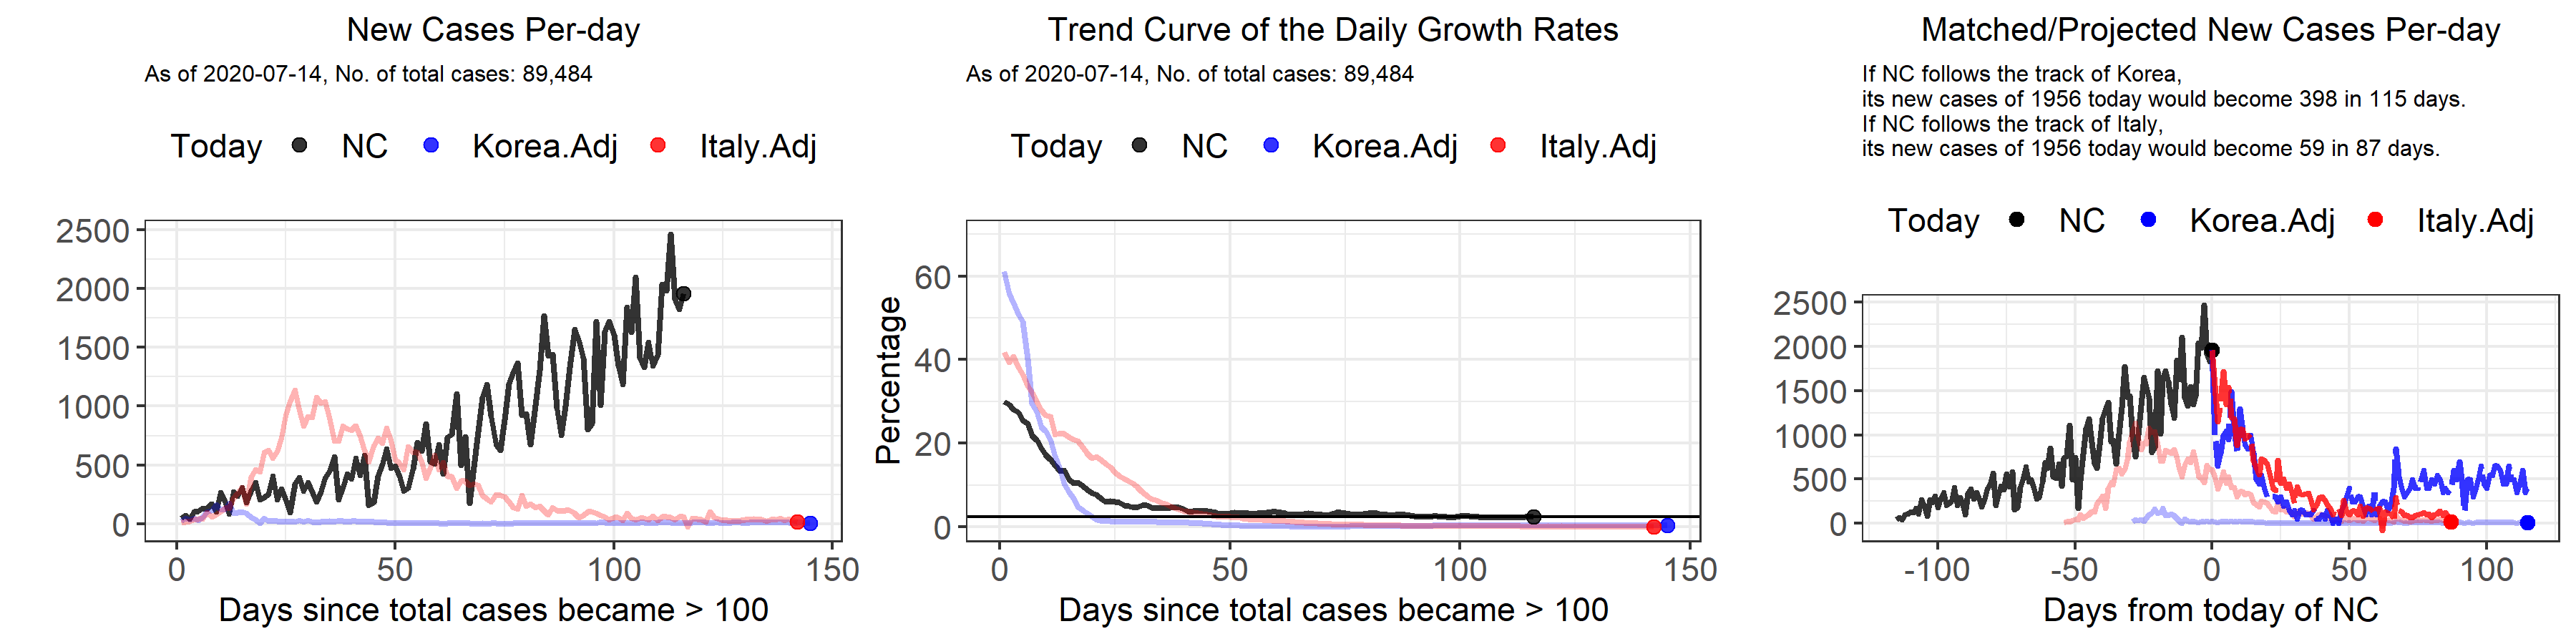 New Cases Per-day
As of 2020-07-14, No. of total cases: 89,484
Today NC Korea.Adj Italy.Adj
2500
2000
1500
1000
500
0
0 50 100 150
Days since total cases became > 100
Trend Curve of the Daily Growth Rates
As of 2020-07-14, No. of total cases: 89,484
Today NC Korea.Adj Italy.Adj
Percentage
60
40
20
0
0 50 100 150
Days since total cases became > 100
Matched/Projected New Cases Per-day
If NC follows the track of Korea,
its new cases of 1956 today would become 398 in 115 days.
If NC follows the track of Italy,
its new cases of 1956 today would become 59 in 87 days.
Today NC Korea.Adj Italy.Adj
2500
2000
1500
1000
500
0
-100 -50 0 50 100
Days from today of NC